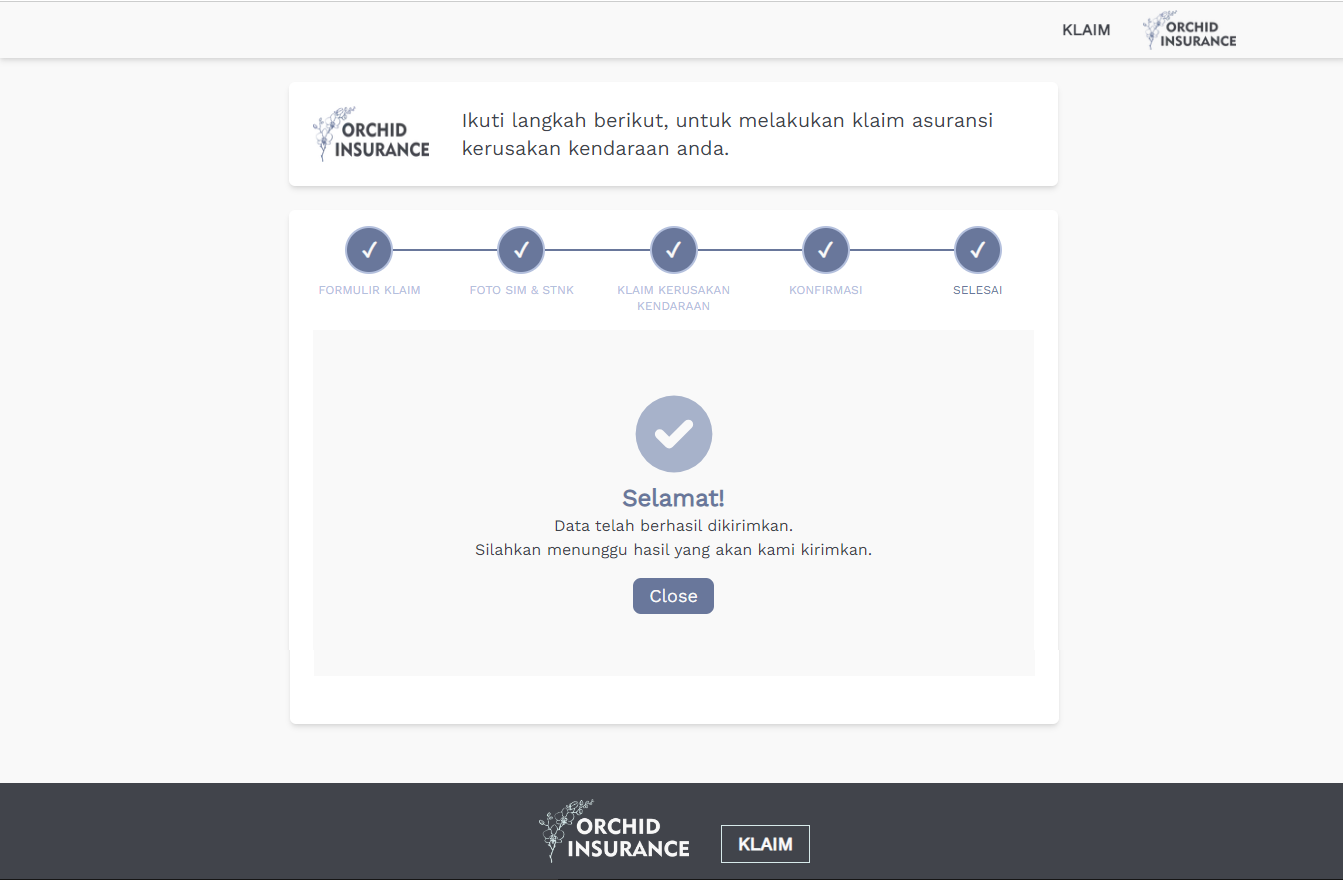 KLAIM
ORCHID
INSURANCE
ORCHID
INSURANCE
Ikuti langkah berikut, untuk melakukan klaim asuransi
kerusakan kendaraan anda.
FORMULIR KLAIM
FOTO SIM & STNK
KLAIM KERUSAKAN
KENDARAAN
KONFIRMASI
SELESAI
Selamat!
Data telah berhasil dikirimkan.
Silahkan menunggu hasil yang akan kami kirimkan.
Close
ORCHID
INSURANCE
KLAIM